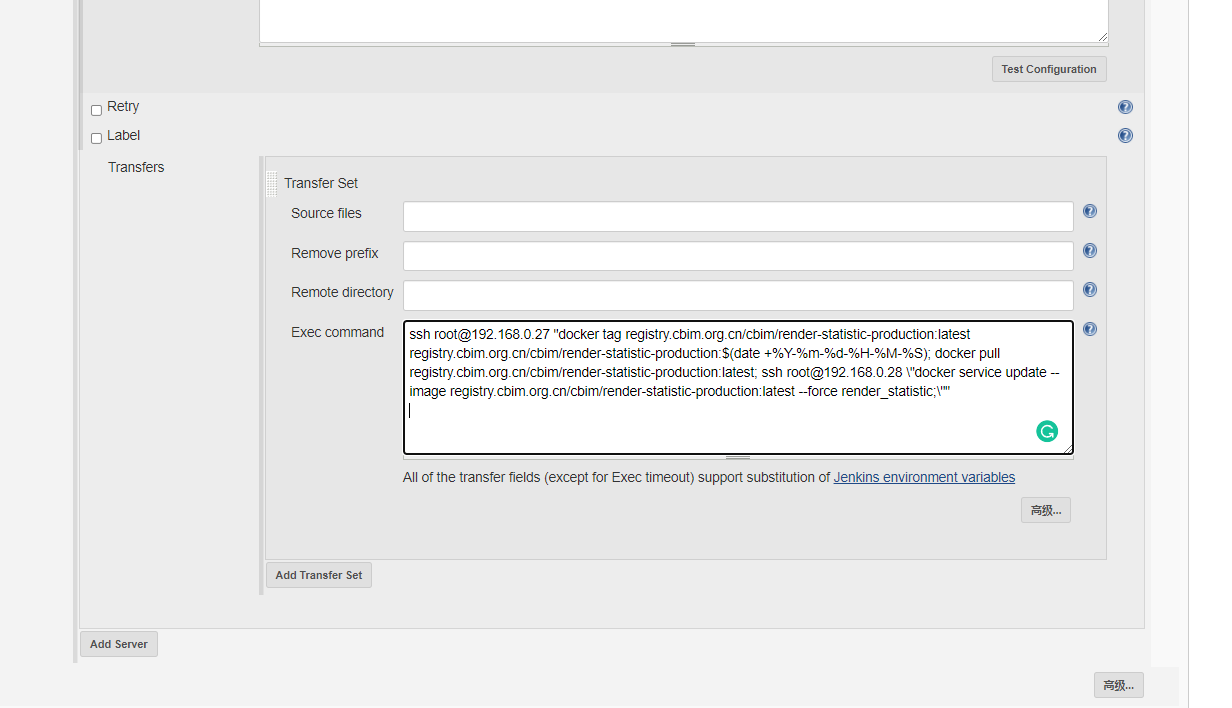 Test Configuration
Retry
Label
Transfers
Transfer Set
Source files
Remove prefix
Remote directory
Exec command
ssh root@192.168.0.27 "docker tag registry.cbim.org.cn/cbim/render-statistic-production:latest
registry.cbim.org.cn/cbim/render-statistic-production:$(date +%Y-%m-%d-%H-%M-%S); docker pull
registry.cbim.org.cn/cbim/render-statistic-production:latest; ssh root@192.168.0.28 \"docker service update --
image registry.cbim.org.cn/cbim/render-statistic-production:latest --force render_statistic;\""
All of the transfer fields (except for Exec timeout) support substitution of Jenkins environment variables
高级...
Add Transfer Set
Add Server
高级...